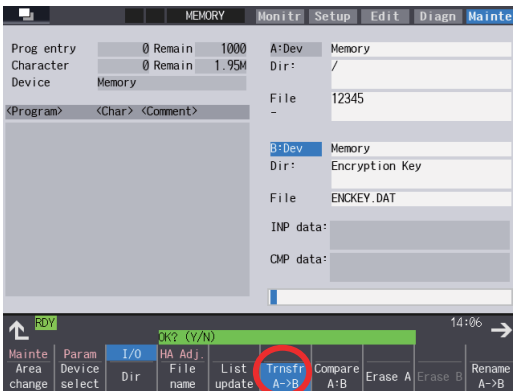 MEMORY Monitr Setup Edit Diagn Mainte
Prog entry 0 Remain 1000
Character 0 Remain 1.95M
Device Memory
<Program> <Char> <Comment>
A:Dev Memory
Dir: /
File 12345
-
B:Dev Memory
Dir: Encryption Key
File ENCKEY.DAT
INP data:
CMP data:
RDY 14:06
OK? (Y/N)
Mainte Param I/O HA Adj.
Area change
Device select
Dir
File name
List update
Trnsfr A->B
Compare A:B
Erase A
Erase B
Rename A->B